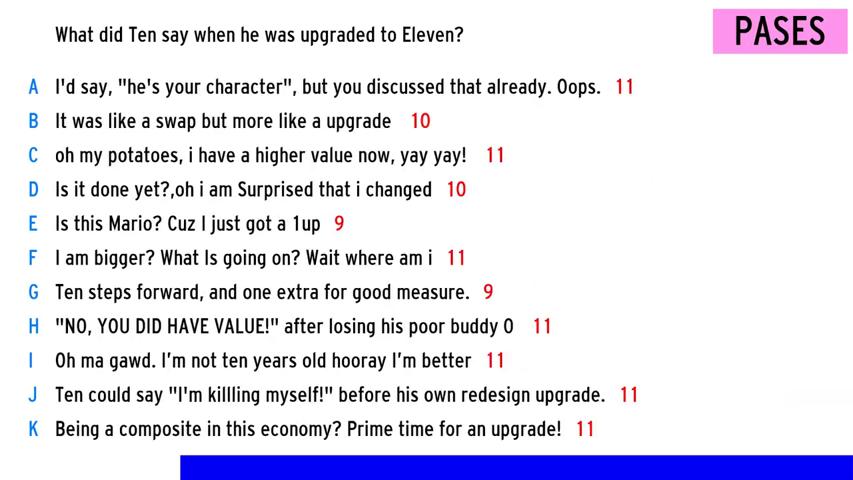 What did Ten say when he was upgraded to Eleven?
PASES
A I'd say, "he's your character", but you discussed that already. Oops. 11
B It was like a swap but more like a upgrade 10
C oh my potatoes, i have a higher value now, yay yay! 11
D Is it done yet?,oh i am Surprised that i changed 10
E Is this Mario? Cuz I just got a 1up 9
F I am bigger? What Is going on? Wait where am i 11
G Ten steps forward, and one extra for good measure. 9
H "NO, YOU DID HAVE VALUE!" after losing his poor buddy 0 11
I Oh ma gawd. I'm not ten years old hooray I'm better 11
J Ten could say "I'm killling myself!" before his own redesign upgrade. 11
K Being a composite in this economy? Prime time for an upgrade! 11